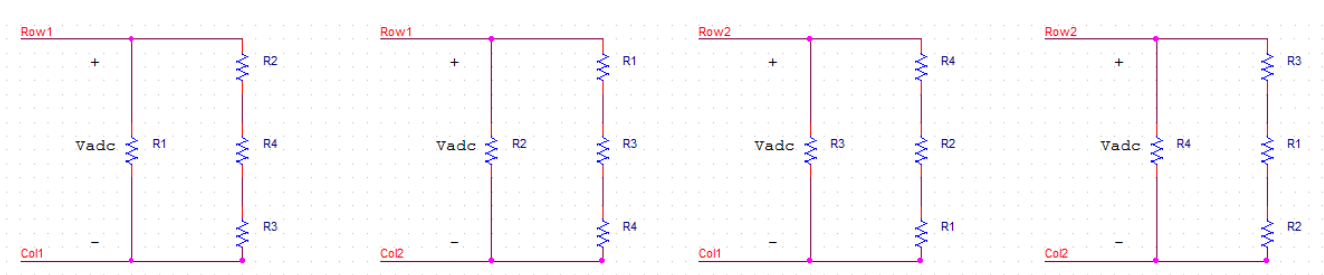 Row1 Row1 Row2 Row2
+ R2 + R1 + R4 + R3
Vadc R1 R4 Vadc R2 R3 Vadc R3 R2 Vadc R4 R1
R3 R4 R1 R2
− − − −
Col1 Col2 Col1 Col2